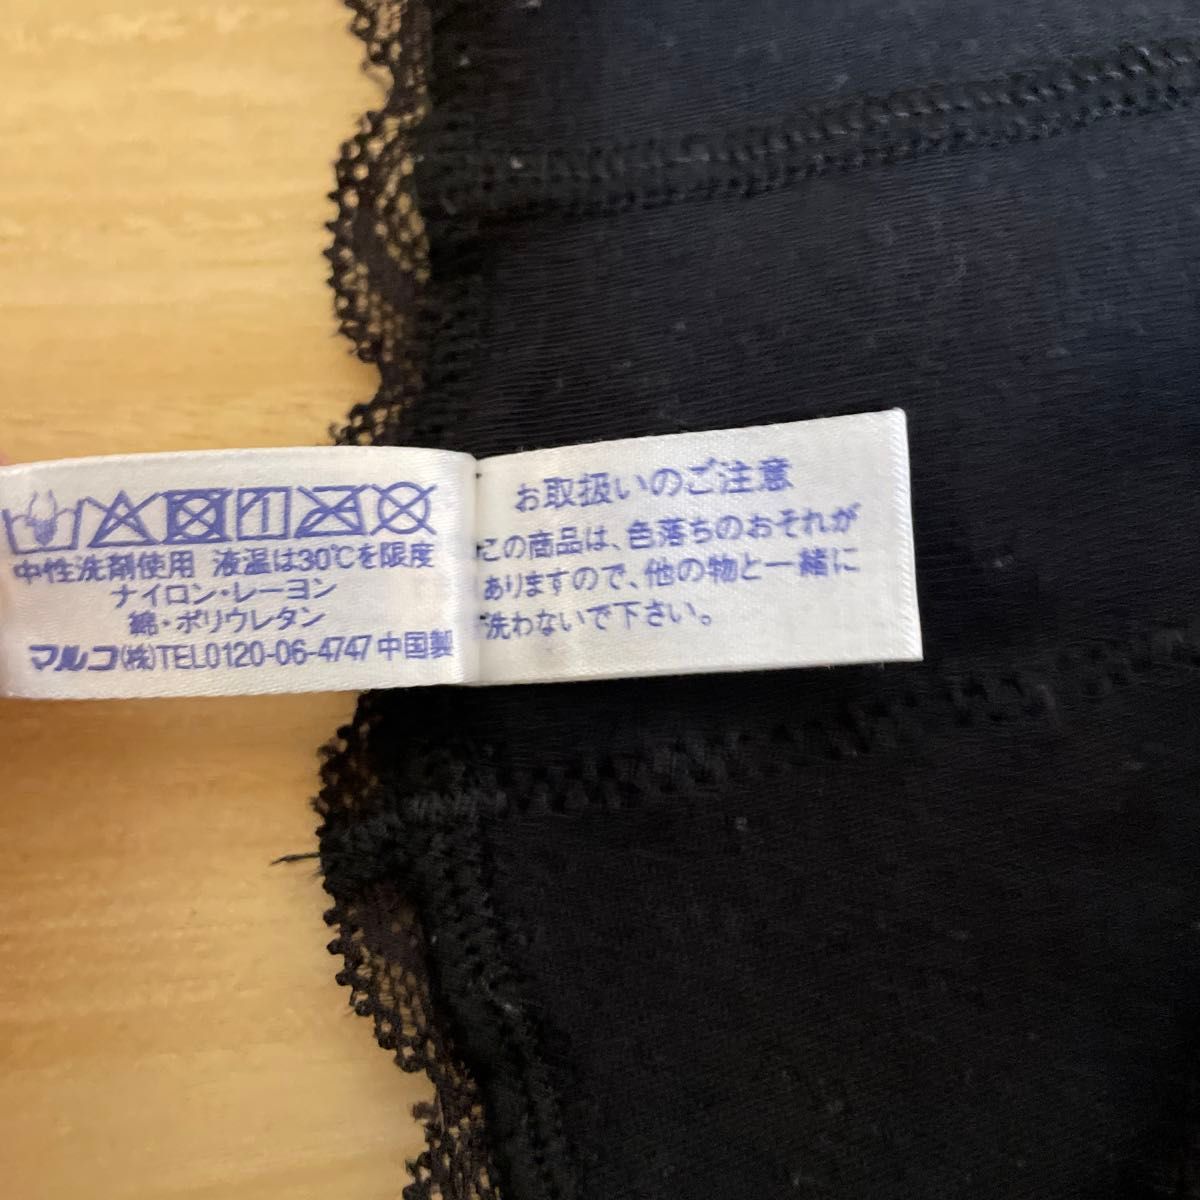 中性洗剤使用 液温は30℃を限度
ナイロン・レーヨン
綿・ポリウレタン
マルコ(株)TEL0120-06-4747 中国製
お取扱いのご注意
この商品は、色落ちのおそれが
ありますので、他の物と一緒に
洗わないで下さい。